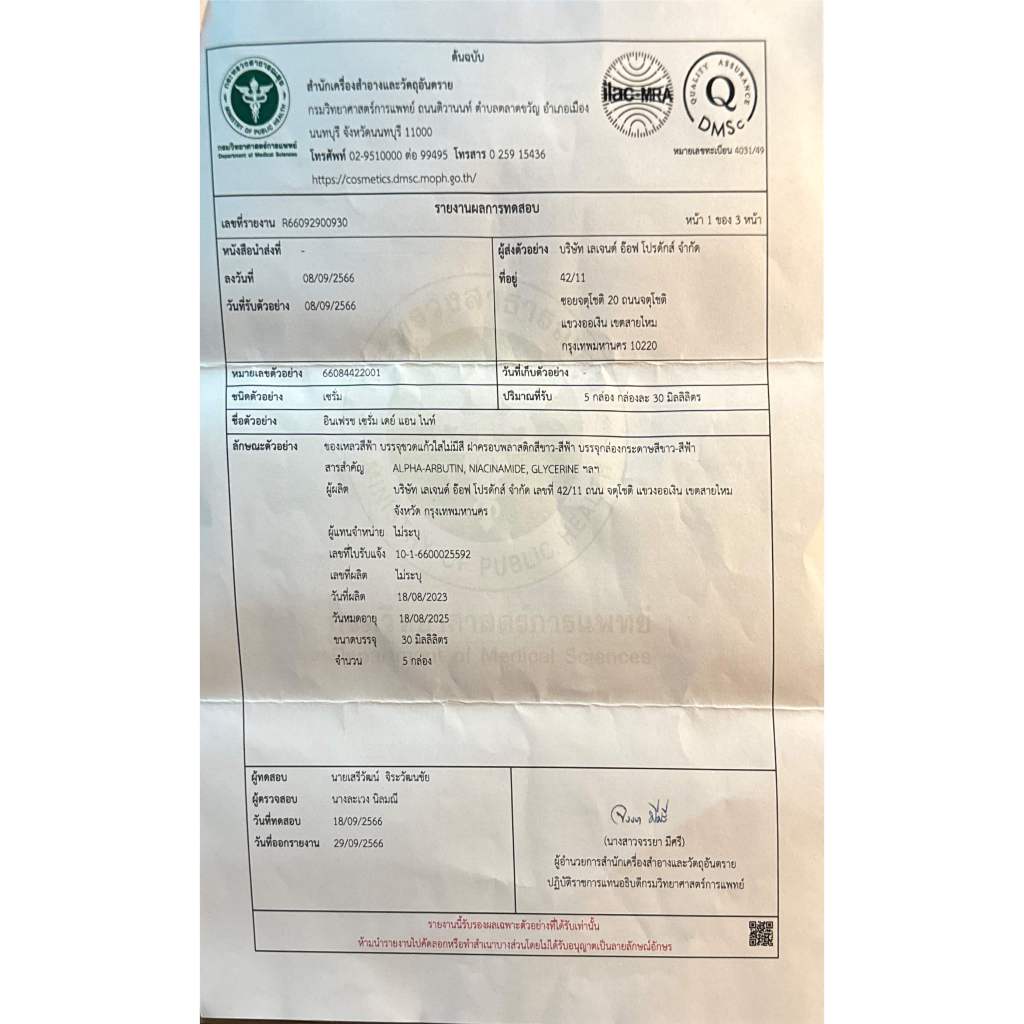 ต้นฉบับ
กระทรวงสาธารณสุข
MINISTRY OF PUBLIC HEALTH
กรมวิทยาศาสตร์การแพทย์
Department of Medical Sciences
สำนักเครื่องสำอางและวัตถุอันตราย
กรมวิทยาศาสตร์การแพทย์ ถนนติวานนท์ ตำบลตลาดขวัญ อำเภอเมือง
นนทบุรี จังหวัดนนทบุรี 11000
โทรศัพท์ 02-9510000 ต่อ 99495 โทรสาร 0 259 15436
https://cosmetics.dmsc.moph.go.th/
ilac-MRA
QUALITY ASSURANCE
Q
DMSc
หมายเลขทะเบียน 4031/49
รายงานผลการทดสอบ
เลขที่รายงาน R66092900930 หน้า 1 ของ 3 หน้า
หนังสือนำส่งที่ - ผู้ส่งตัวอย่าง บริษัท เลเจนด์ อ๊อฟ โปรดักส์ จำกัด
ลงวันที่ 08/09/2566 ที่อยู่ 42/11
วันที่รับตัวอย่าง 08/09/2566 ซอยจตุโชติ 20 ถนนจตุโชติ
แขวงออเงิน เขตสายไหม
กรุงเทพมหานคร 10220
หมายเลขตัวอย่าง 66084422001 วันที่เก็บตัวอย่าง -
ชนิดตัวอย่าง เซรั่ม ปริมาณที่รับ 5 กล่อง กล่องละ 30 มิลลิลิตร
ชื่อตัวอย่าง อินเฟรช เซรั่ม เดย์ แอน ไนท์
ลักษณะตัวอย่าง ของเหลวสีฟ้า บรรจุขวดแก้วใสไม่มีสี ฝาครอบพลาสติกสีขาว-สีฟ้า บรรจุกล่องกระดาษสีขาว-สีฟ้า
สารสำคัญ ALPHA-ARBUTIN, NIACINAMIDE, GLYCERINE ฯลฯ
ผู้ผลิต บริษัท เลเจนด์ อ๊อฟ โปรดักส์ จำกัด เลขที่ 42/11 ถนน จตุโชติ แขวงออเงิน เขตสายไหม
จังหวัด กรุงเทพมหานคร
ผู้แทนจำหน่าย ไม่ระบุ
เลขที่ใบรับแจ้ง 10-1-6600025592
เลขที่ผลิต ไม่ระบุ
วันที่ผลิต 18/08/2023
วันหมดอายุ 18/08/2025
ขนาดบรรจุ 30 มิลลิลิตร
จำนวน 5 กล่อง
ผู้ทดสอบ นายเสรีวัฒน์ จิระวัฒนชัย
ผู้ตรวจสอบ นางละเวง นิลมณี
วันที่ทดสอบ 18/09/2566
วันที่ออกรายงาน 29/09/2566
(นางสาวจรรยา มีศรี)
ผู้อำนวยการสำนักเครื่องสำอางและวัตถุอันตราย
ปฏิบัติราชการแทนอธิบดีกรมวิทยาศาสตร์การแพทย์
รายงานนี้รับรองผลเฉพาะตัวอย่างที่ได้รับเท่านั้น
ห้ามนำรายงานไปคัดลอกหรือทำสำเนาบางส่วนโดยไม่ได้รับอนุญาตเป็นลายลักษณ์อักษร